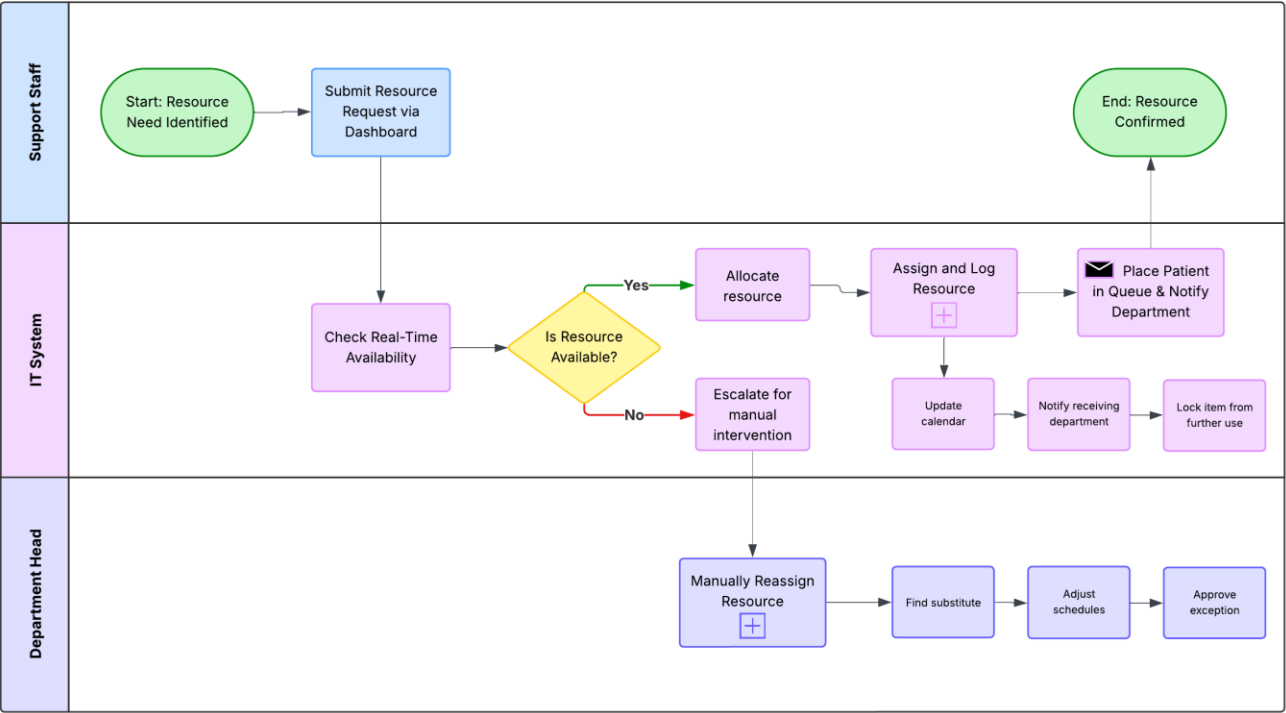 Support Staff
Start: Resource
Need Identified
Submit Resource
Request via
Dashboard
End: Resource
Confirmed
IT System
Check Real-Time
Availability
Is Resource
Available?
Yes
No
Allocate
resource
Escalate for
manual
intervention
Assign and Log
Resource
Place Patient
in Queue & Notify
Department
Update
calendar
Notify receiving
department
Lock item from
further use
Department Head
Manually Reassign
Resource
Find substitute
Adjust
schedules
Approve
exception